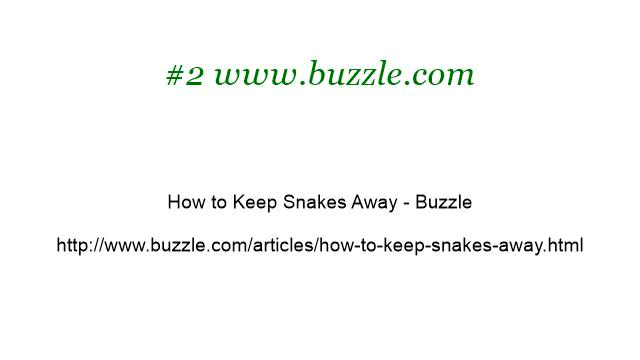 #2 www.buzzle.com
How to Keep Snakes Away - Buzzle
http://www.buzzle.com/articles/how-to-keep-snakes-away.html